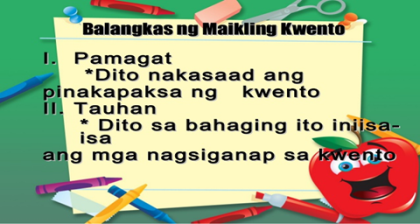 Balangkas ng Maikling Kwento
I. Pamagat
*Dito nakasaad ang
pinakapaksa ng kwento
II. Tauhan
* Dito sa bahaging ito iniisa-
isa
ang mga nagsiganap sa kwento